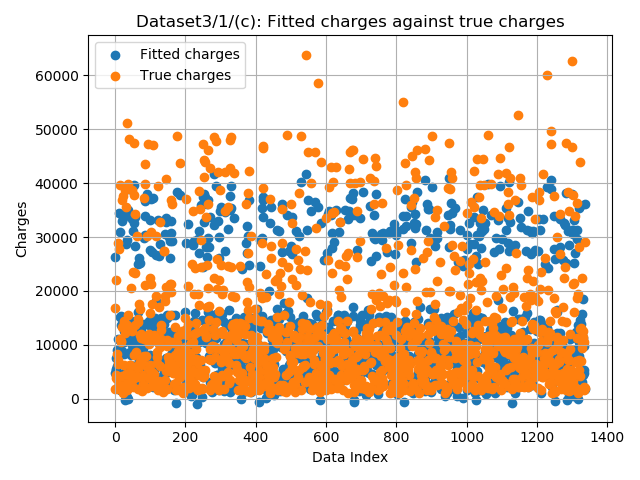 Dataset3/1/(c): Fitted charges against true charges
Fitted charges
True charges
60000
50000
40000
30000
20000
10000
0
Charges
0 200 400 600 800 1000 1200 1400
Data Index